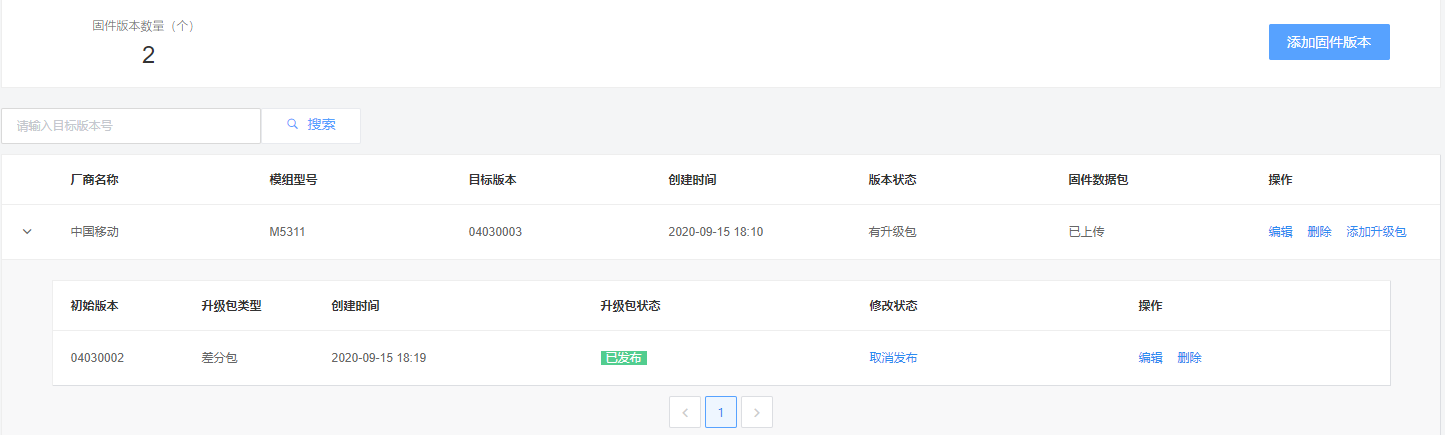 固件版本数量（个）
2
添加固件版本
请输入目标版本号
搜索
厂商名称 模组型号 目标版本 创建时间 版本状态 固件数据包 操作
中国移动 M5311 04030003 2020-09-15 18:10 有升级包 已上传 编辑 删除 添加升级包
初始版本 升级包类型 创建时间 升级包状态 修改状态 操作
04030002 差分包 2020-09-15 18:19 已发布 取消发布 编辑 删除
1